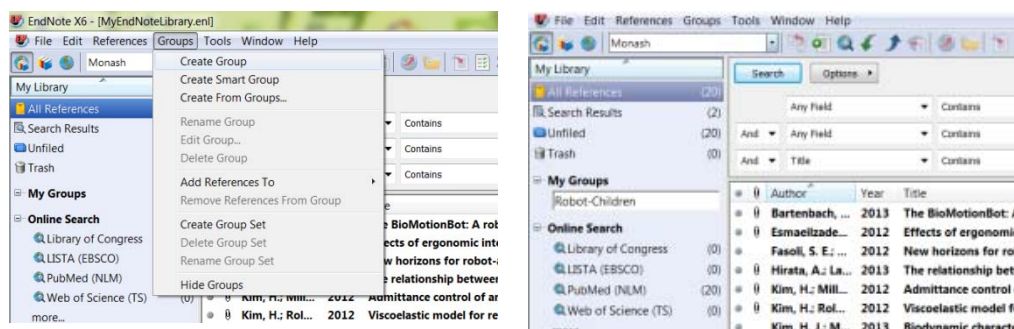 EndNote X6 - [MyEndNoteLibrary.enl]
File Edit References Groups Tools Window Help
Monash
My Library
All References
Search Results
Unfiled
Trash
My Groups
Online Search
Library of Congress
LISTA (EBSCO)
PubMed (NLM)
Web of Science (TS) (0)
more...
Create Group
Create Smart Group
Create From Groups...
Rename Group
Edit Group...
Delete Group
Add References To
Remove References From Group
Create Group Set
Delete Group Set
Rename Group Set
Hide Groups
Contains
Contains
Contains
BioMotionBot: A rob
ects of ergonomic inte
w horizons for robot-a
e relationship between
Kim, H.; Mill... 2012 Admittance control of an
Kim, H.; Rol... 2012 Viscoelastic model for re
File Edit References Groups Tools Window Help
Monash
My Library
All References (20)
Search Results (2)
Unfiled (20)
Trash (0)
My Groups
Robot-Children
Online Search
Library of Congress (0)
LISTA (EBSCO) (0)
PubMed (NLM) (20)
Web of Science (TS) (0)
Search Options
Any Field Contains
And Any Field Contains
And Title Contains
Author Year Title
Bartenbach, ... 2013 The BioMotionBot: A
Esmaeilzade... 2012 Effects of ergonomi
Fasoli, S. E.; ... 2012 New horizons for ro
Hirata, A.; La... 2013 The relationship bet
Kim, H.; Mill... 2012 Admittance control
Kim, H.; Rol... 2012 Viscoelastic model f
Kim, H. J.; M... 2013 Biodynamic charact